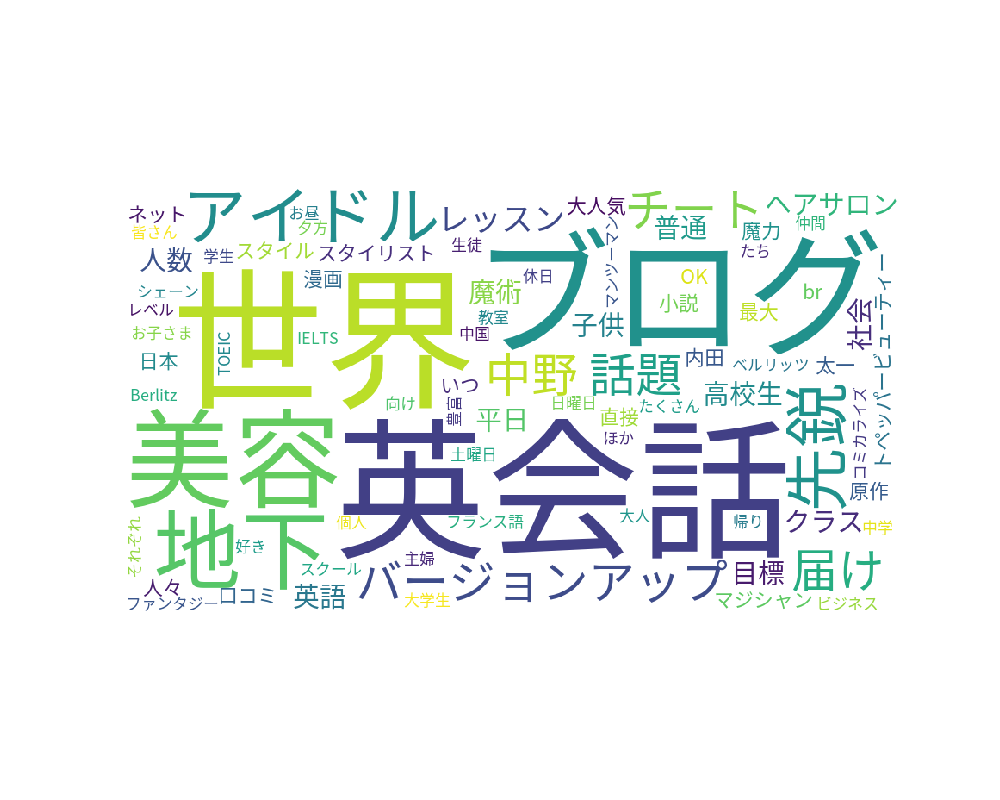 アイドル
ネット
お昼
レッスン
大人気
チート
ヘアサロン
皆さん
夕方
生徒
マンツーマン
普通
魔力
仲間
人数
学生
スタイル
スタイリスト
たち
ブログ
世界
漫画
魔術
休日
OK
br
シェーン
小説
レベル
教室
子供
最大
社会
ビューティー
お子さま
TOEIC
IELTS
中国
日本
中野
話題
内田
ベルリッツ
太一
Berlitz
いつ
高校生
向け
豊富
日曜日
たくさん
先鋭
コミカライズ
トペッパー
美容
平日
直接
ほか
英会話
土曜日
原作
地下
個人
フランス語
大人
帰り
クラス
中学
それぞれ
好き
スクール
主婦
バージョンアップ
目標
届け
人々
ファンタジー
口コミ
英語
大学生
マジシャン
ビジネス